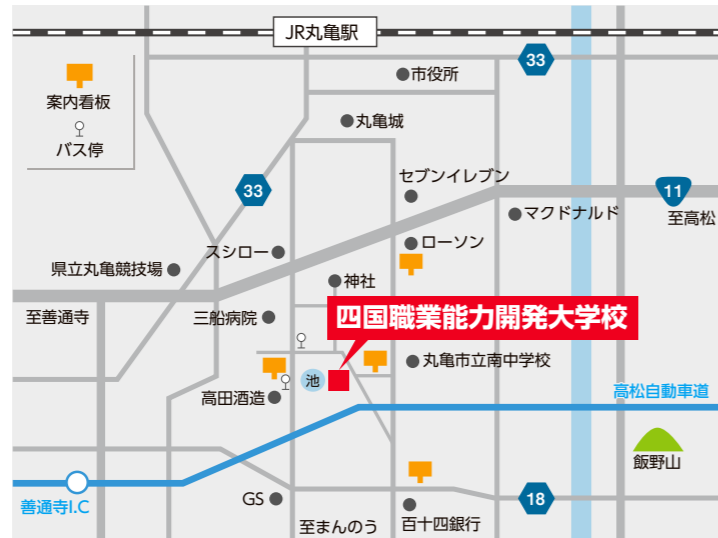 JR丸亀駅
33
市役所
案内看板
バス停
丸亀城
33
セブンイレブン
11
マクドナルド
至高松
スシロー
ローソン
県立丸亀競技場
神社
至善通寺
三船病院
四国職業能力開発大学校
丸亀市立南中学校
池
高田酒造
高松自動車道
飯野山
善通寺I.C
GS
18
至まんのう
百十四銀行